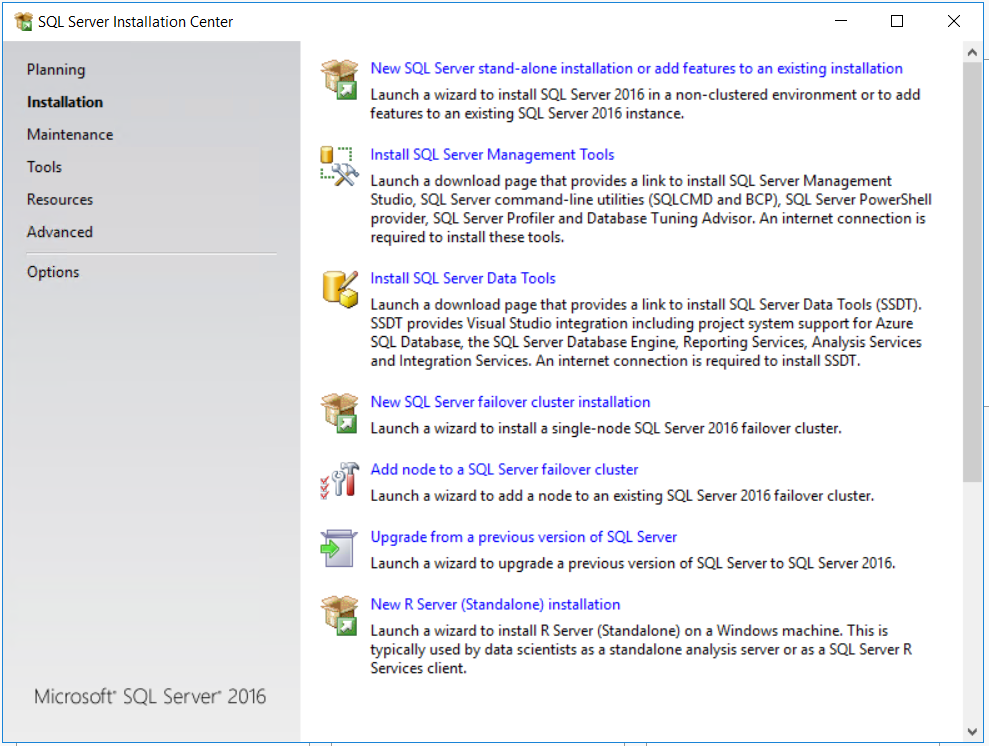 SQL Server Installation Center
Planning
Installation
Maintenance
Tools
Resources
Advanced
Options
Microsoft® SQL Server® 2016
New SQL Server stand-alone installation or add features to an existing installation
Launch a wizard to install SQL Server 2016 in a non-clustered environment or to add
features to an existing SQL Server 2016 instance.
Install SQL Server Management Tools
Launch a download page that provides a link to install SQL Server Management
Studio, SQL Server command-line utilities (SQLCMD and BCP), SQL Server PowerShell
provider, SQL Server Profiler and Database Tuning Advisor. An internet connection is
required to install these tools.
Install SQL Server Data Tools
Launch a download page that provides a link to install SQL Server Data Tools (SSDT).
SSDT provides Visual Studio integration including project system support for Azure
SQL Database, the SQL Server Database Engine, Reporting Services, Analysis Services
and Integration Services. An internet connection is required to install SSDT.
New SQL Server failover cluster installation
Launch a wizard to install a single-node SQL Server 2016 failover cluster.
Add node to a SQL Server failover cluster
Launch a wizard to add a node to an existing SQL Server 2016 failover cluster.
Upgrade from a previous version of SQL Server
Launch a wizard to upgrade a previous version of SQL Server to SQL Server 2016.
New R Server (Standalone) installation
Launch a wizard to install R Server (Standalone) on a Windows machine. This is
typically used by data scientists as a standalone analysis server or as a SQL Server R
Services client.